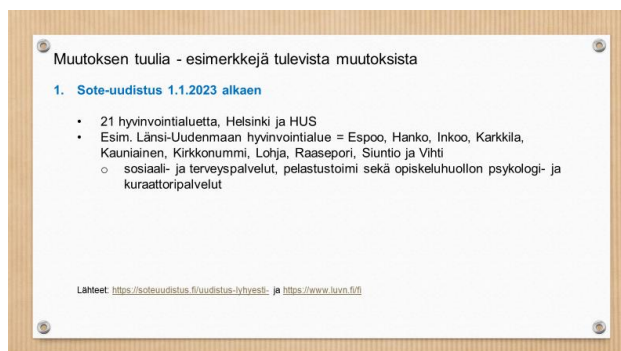 Muutoksen tuulia - esimerkkejä tulevista muutoksista
1. Sote-uudistus 1.1.2023 alkaen
• 21 hyvinvointialuetta, Helsinki ja HUS
• Esim. Länsi-Uudenmaan hyvinvointialue = Espoo, Hanko, Inkoo, Karkkila,
Kauniainen, Kirkkonummi, Lohja, Raasepori, Siuntio ja Vihti
○ sosiaali- ja terveyspalvelut, pelastustoimi sekä opiskeluhuollon psykologi- ja
kuraattoripalvelut
Lähteet: https://soteuudistus.fi/uudistus-lyhyesti- ja https://www.luvn.fi/fi